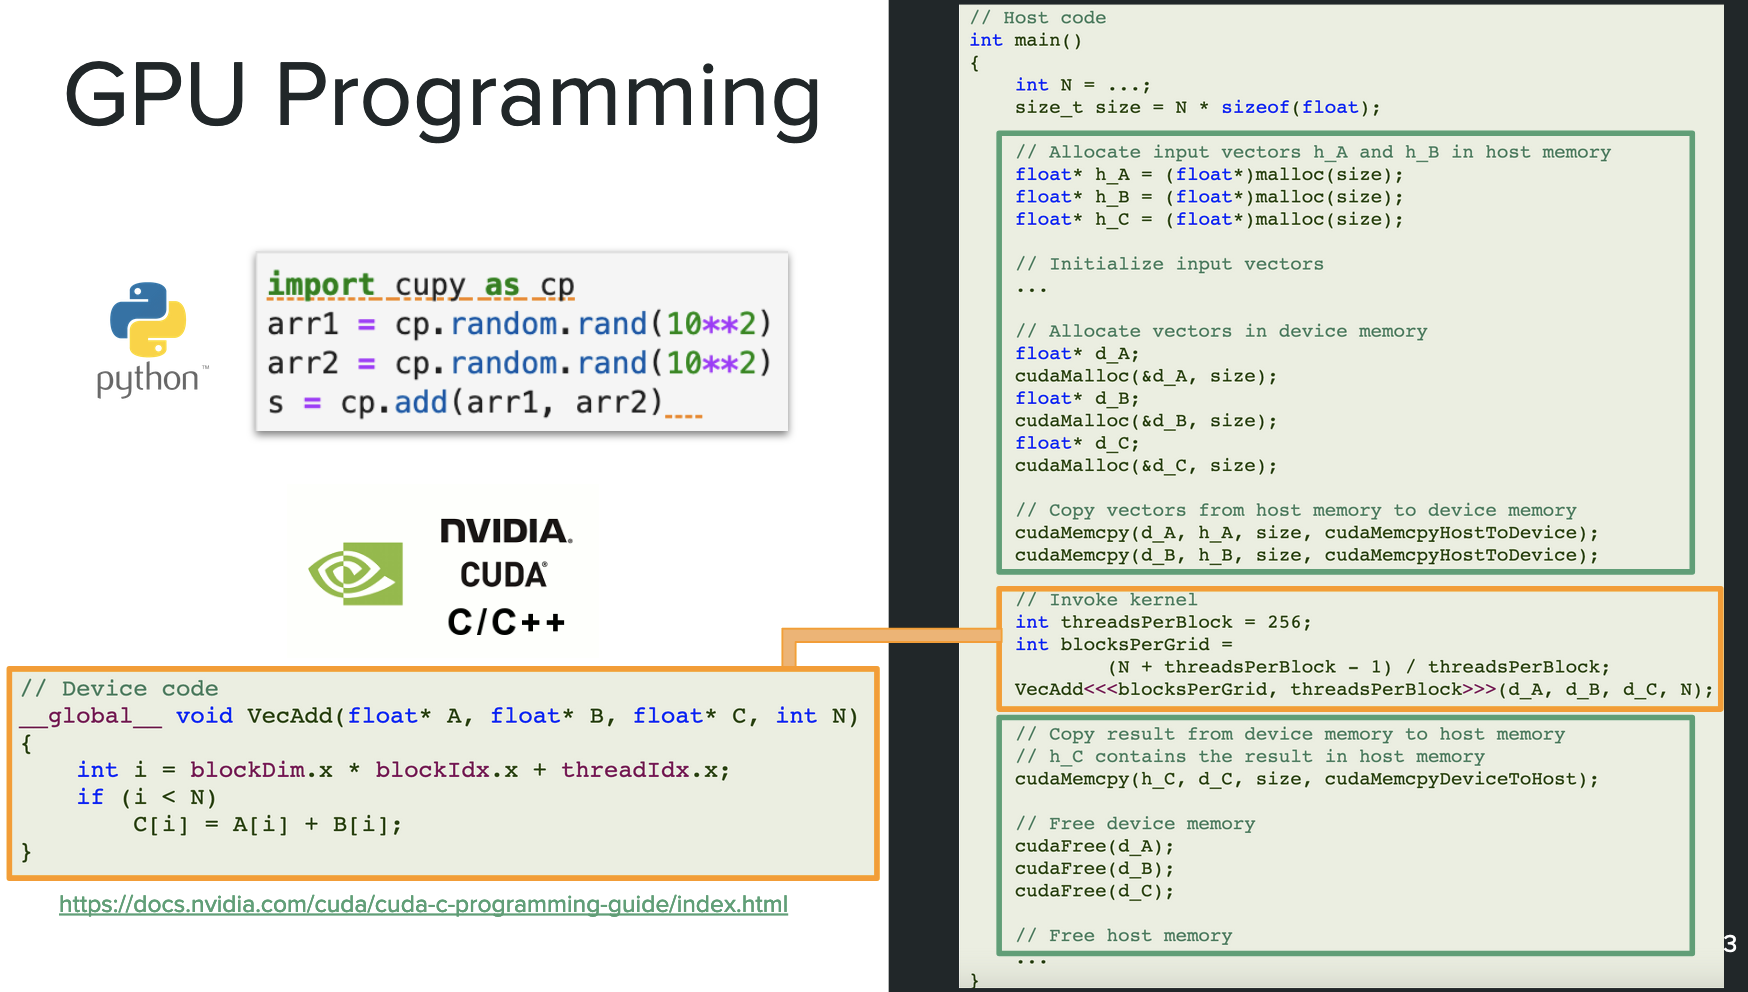 GPU Programming
python™
import cupy as cp
arr1 = cp.random.rand(10**2)
arr2 = cp.random.rand(10**2)
s = cp.add(arr1, arr2)
NVIDIA.
CUDA®
C/C++
// Device code
__global__ void VecAdd(float* A, float* B, float* C, int N)
{
    int i = blockDim.x * blockIdx.x + threadIdx.x;
    if (i < N)
        C[i] = A[i] + B[i];
}
https://docs.nvidia.com/cuda/cuda-c-programming-guide/index.html
// Host code
int main()
{
    int N = ...;
    size_t size = N * sizeof(float);
    // Allocate input vectors h_A and h_B in host memory
    float* h_A = (float*)malloc(size);
    float* h_B = (float*)malloc(size);
    float* h_C = (float*)malloc(size);
    // Initialize input vectors
    ...
    // Allocate vectors in device memory
    float* d_A;
    cudaMalloc(&d_A, size);
    float* d_B;
    cudaMalloc(&d_B, size);
    float* d_C;
    cudaMalloc(&d_C, size);
    // Copy vectors from host memory to device memory
    cudaMemcpy(d_A, h_A, size, cudaMemcpyHostToDevice);
    cudaMemcpy(d_B, h_B, size, cudaMemcpyHostToDevice);
    // Invoke kernel
    int threadsPerBlock = 256;
    int blocksPerGrid =
            (N + threadsPerBlock - 1) / threadsPerBlock;
    VecAdd<<<blocksPerGrid, threadsPerBlock>>>(d_A, d_B, d_C, N);
    // Copy result from device memory to host memory
    // h_C contains the result in host memory
    cudaMemcpy(h_C, d_C, size, cudaMemcpyDeviceToHost);
    // Free device memory
    cudaFree(d_A);
    cudaFree(d_B);
    cudaFree(d_C);
    // Free host memory
    ...
}
3